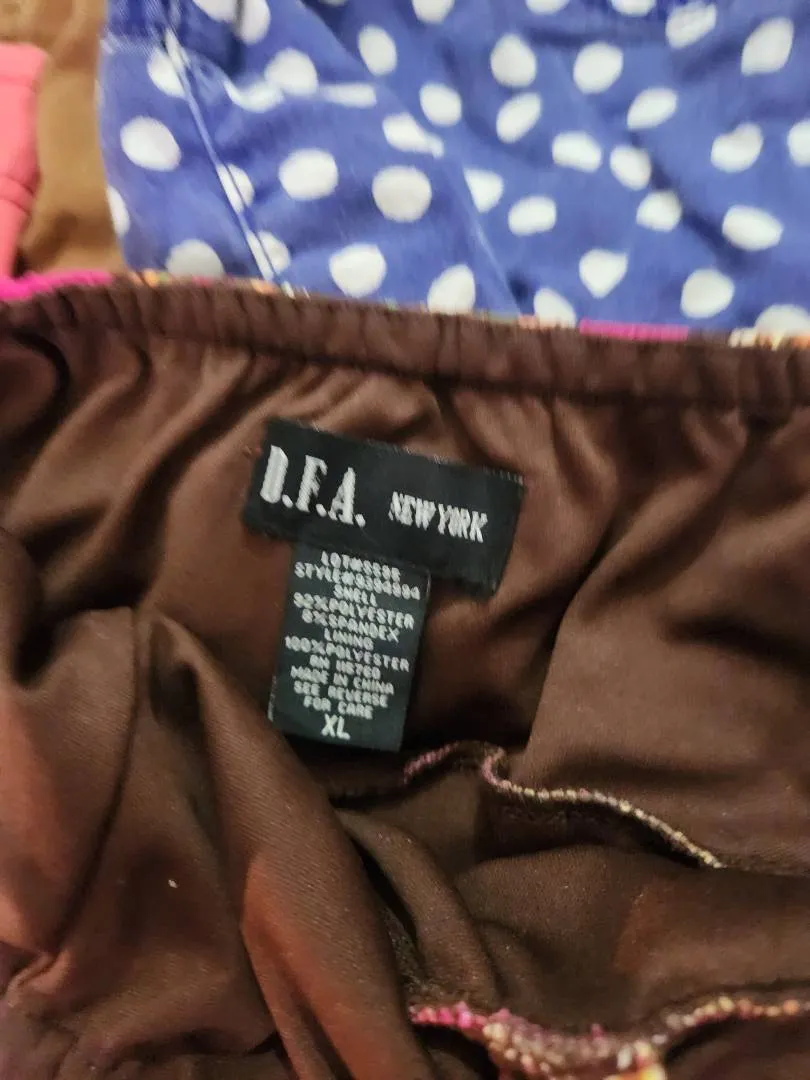 D.F.A. NEW YORK
SHELL
92%POLYESTER
8%SPANDEX
LINING
100%POLYESTER
MADE IN CHINA
SEE REVERSE
FOR CARE
XL